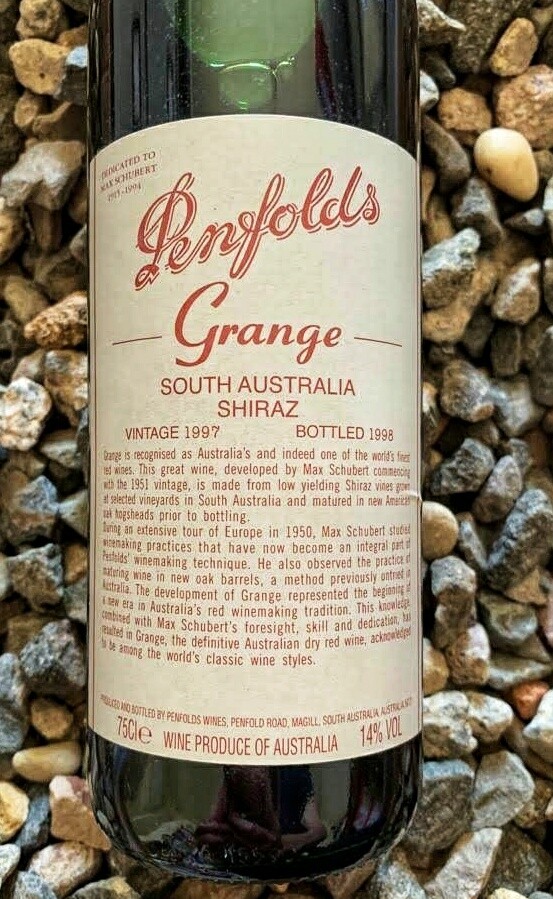 DEDICATED TO
MAX SCHUBERT
1915-1994
Penfolds
Grange
SOUTH AUSTRALIA
SHIRAZ
VINTAGE 1997 BOTTLED 1998
Grange is recognised as Australia's and indeed one of the world's finest
red wines. This great wine, developed by Max Schubert commencing
with the 1951 vintage, is made from low yielding Shiraz vines grown
at selected vineyards in South Australia and matured in new American
oak hogsheads prior to bottling.
During an extensive tour of Europe in 1950, Max Schubert studied
winemaking practices that have now become an integral part of
Penfolds' winemaking technique. He also observed the practice of
maturing wine in new oak barrels, a method previously untried in
Australia. The development of Grange represented the beginning of
a new era in Australia's red winemaking tradition. This knowledge,
combined with Max Schubert's foresight, skill and dedication, has
resulted in Grange, the definitive Australian dry red wine, acknowledged
to be among the world's classic wine styles.
PRODUCED AND BOTTLED BY PENFOLDS WINES, PENFOLD ROAD, MAGILL, SOUTH AUSTRALIA, AUSTRALIA
75Cl e WINE PRODUCE OF AUSTRALIA 14% VOL